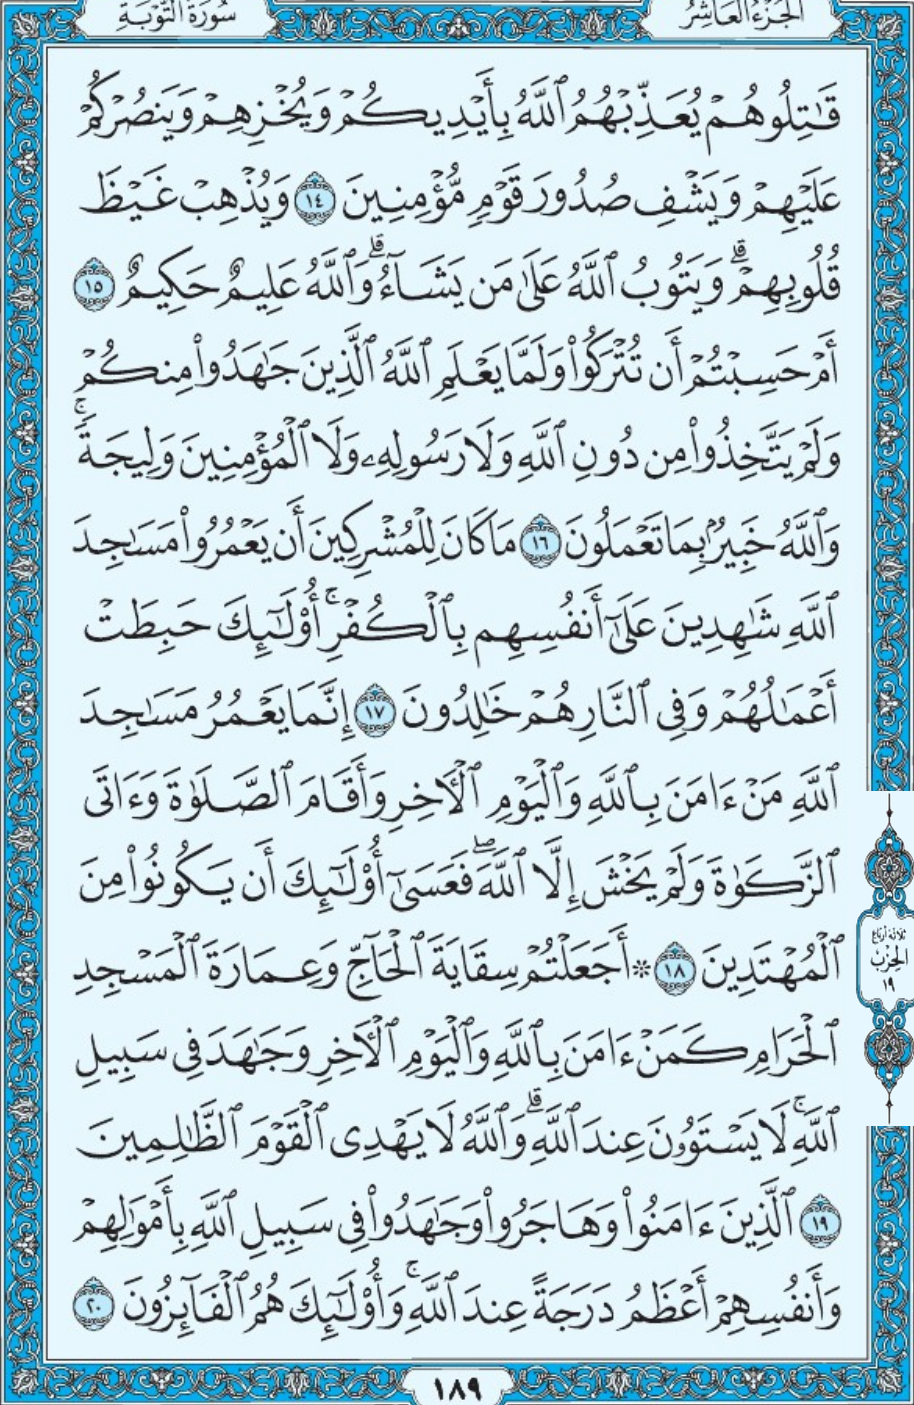 الجزء العاشر
سورة التوبة
قَٰتِلُوهُمْ يُعَذِّبْهُمُ ٱللَّهُ بِأَيْدِيكُمْ وَيُخْزِهِمْ وَيَنصُرْكُمْ
عَلَيْهِمْ وَيَشْفِ صُدُورَ قَوْمٍ مُّؤْمِنِينَ ١٤ وَيُذْهِبْ غَيْظَ
قُلُوبِهِمْ ۗ وَيَتُوبُ ٱللَّهُ عَلَىٰ مَن يَشَآءُ ۗ وَٱللَّهُ عَلِيمٌ حَكِيمٌ ١٥
أَمْ حَسِبْتُمْ أَن تُتْرَكُوا۟ وَلَمَّا يَعْلَمِ ٱللَّهُ ٱلَّذِينَ جَٰهَدُوا۟ مِنكُمْ
وَلَمْ يَتَّخِذُوا۟ مِن دُونِ ٱللَّهِ وَلَا رَسُولِهِۦ وَلَا ٱلْمُؤْمِنِينَ وَلِيجَةً ۚ
وَٱللَّهُ خَبِيرٌۢ بِمَا تَعْمَلُونَ ١٦ مَا كَانَ لِلْمُشْرِكِينَ أَن يَعْمُرُوا۟ مَسَٰجِدَ
ٱللَّهِ شَٰهِدِينَ عَلَىٰٓ أَنفُسِهِم بِٱلْكُفْرِ ۚ أُو۟لَٰٓئِكَ حَبِطَتْ
أَعْمَٰلُهُمْ وَفِى ٱلنَّارِ هُمْ خَٰلِدُونَ ١٧ إِنَّمَا يَعْمُرُ مَسَٰجِدَ
ٱللَّهِ مَنْ ءَامَنَ بِٱللَّهِ وَٱلْيَوْمِ ٱلْـَٔاخِرِ وَأَقَامَ ٱلصَّلَوٰةَ وَءَاتَى
ٱلزَّكَوٰةَ وَلَمْ يَخْشَ إِلَّا ٱللَّهَ ۖ فَعَسَىٰٓ أُو۟لَٰٓئِكَ أَن يَكُونُوا۟ مِنَ
ٱلْمُهْتَدِينَ ١٨ ۞ أَجَعَلْتُمْ سِقَايَةَ ٱلْحَآجِّ وَعِمَارَةَ ٱلْمَسْجِدِ
ثلاثة أرباع
الحزب
١٩
ٱلْحَرَامِ كَمَنْ ءَامَنَ بِٱللَّهِ وَٱلْيَوْمِ ٱلْـَٔاخِرِ وَجَٰهَدَ فِى سَبِيلِ
ٱللَّهِ ۚ لَا يَسْتَوُۥنَ عِندَ ٱللَّهِ ۗ وَٱللَّهُ لَا يَهْدِى ٱلْقَوْمَ ٱلظَّٰلِمِينَ
١٩ ٱلَّذِينَ ءَامَنُوا۟ وَهَاجَرُوا۟ وَجَٰهَدُوا۟ فِى سَبِيلِ ٱللَّهِ بِأَمْوَٰلِهِمْ
وَأَنفُسِهِمْ أَعْظَمُ دَرَجَةً عِندَ ٱللَّهِ ۚ وَأُو۟لَٰٓئِكَ هُمُ ٱلْفَآئِزُونَ ٢٠
١٨٩